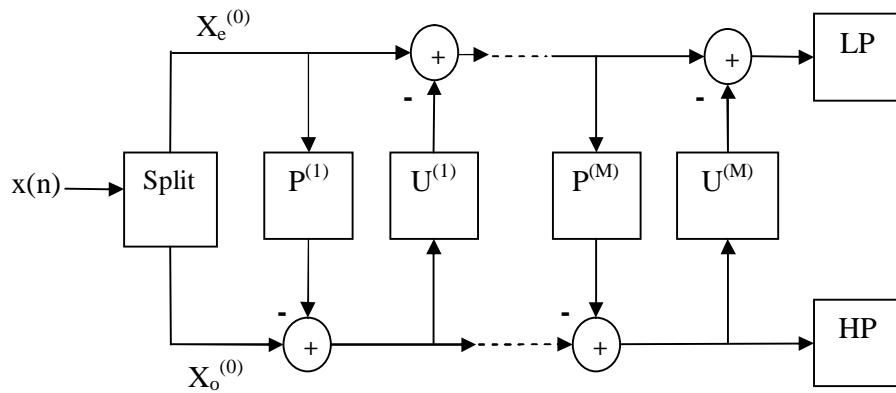 Xe(0)
LP
+
+
-
-
x(n)
Split
P(1)
U(1)
P(M)
U(M)
-
-
HP
+
+
Xo(0)